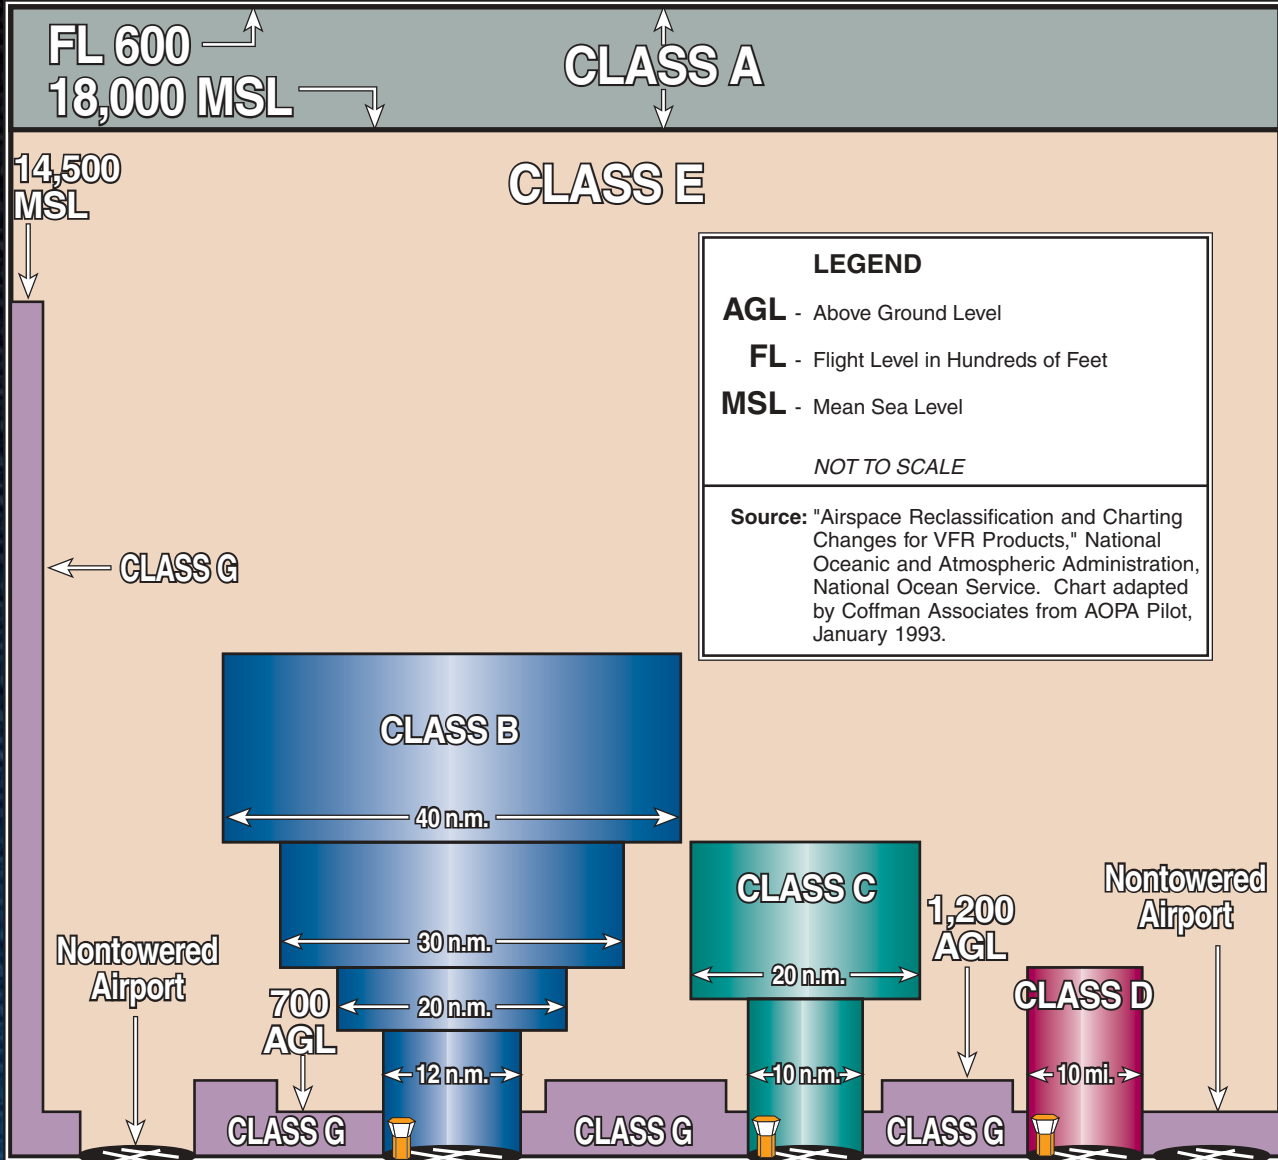 FL 600
18,000 MSL
CLASS A
14,500
MSL
CLASS E
LEGEND
AGL - Above Ground Level
FL - Flight Level in Hundreds of Feet
MSL - Mean Sea Level
NOT TO SCALE
Source: "Airspace Reclassification and Charting
Changes for VFR Products," National
Oceanic and Atmospheric Administration,
National Ocean Service. Chart adapted
by Coffman Associates from AOPA Pilot,
January 1993.
CLASS G
CLASS B
40 n.m.
30 n.m.
20 n.m.
12 n.m.
CLASS C
20 n.m.
10 n.m.
Nontowered
Airport
700
AGL
1,200
AGL
CLASS D
10 mi.
Nontowered
Airport
CLASS G
CLASS G
CLASS G